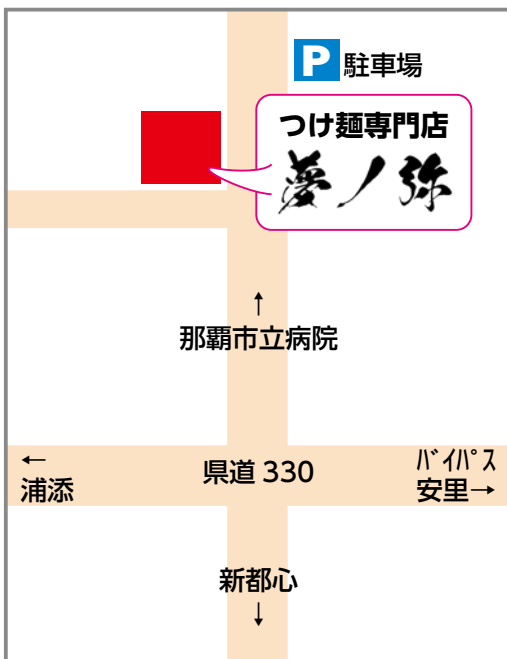 P 駐車場
つけ麺専門店
夢ノ弥
↑
那覇市立病院
←
浦添
県道 330
バイパス
安里→
新都心
↓